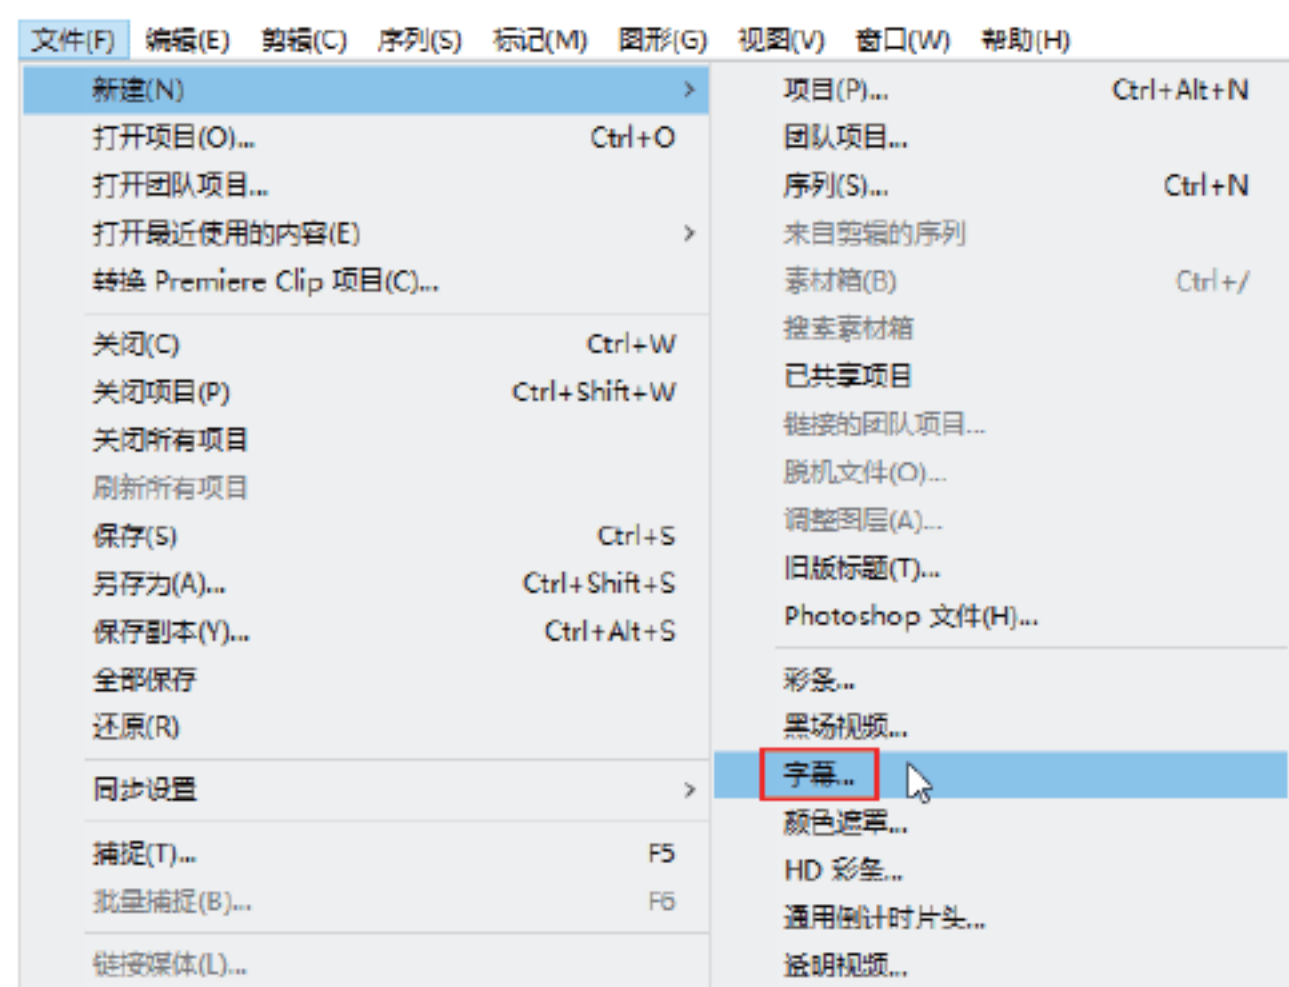 文件(F) 编辑(E) 剪辑(C) 序列(S) 标记(M) 图形(G) 视图(V) 窗口(W) 帮助(H)
新建(N) >
打开项目(O)... Ctrl+O
打开团队项目...
打开最近使用的内容(E) >
转换 Premiere Clip 项目(C)...
关闭(C) Ctrl+W
关闭项目(P) Ctrl+Shift+W
关闭所有项目
刷新所有项目
保存(S) Ctrl+S
另存为(A)... Ctrl+Shift+S
保存副本(Y)... Ctrl+Alt+S
全部保存
还原(R)
同步设置 >
捕捉(T)... F5
批量捕捉(B)... F6
链接媒体(L)...
项目(P)... Ctrl+Alt+N
团队项目...
序列(S)... Ctrl+N
来自剪辑的序列
素材箱(B) Ctrl+/
搜索素材箱
已共享项目
链接的团队项目...
脱机文件(O)...
调整图层(A)...
旧版标题(T)...
Photoshop 文件(H)...
彩条...
黑场视频...
字幕...
颜色遮罩...
HD 彩条...
通用倒计时片头...
透明视频...